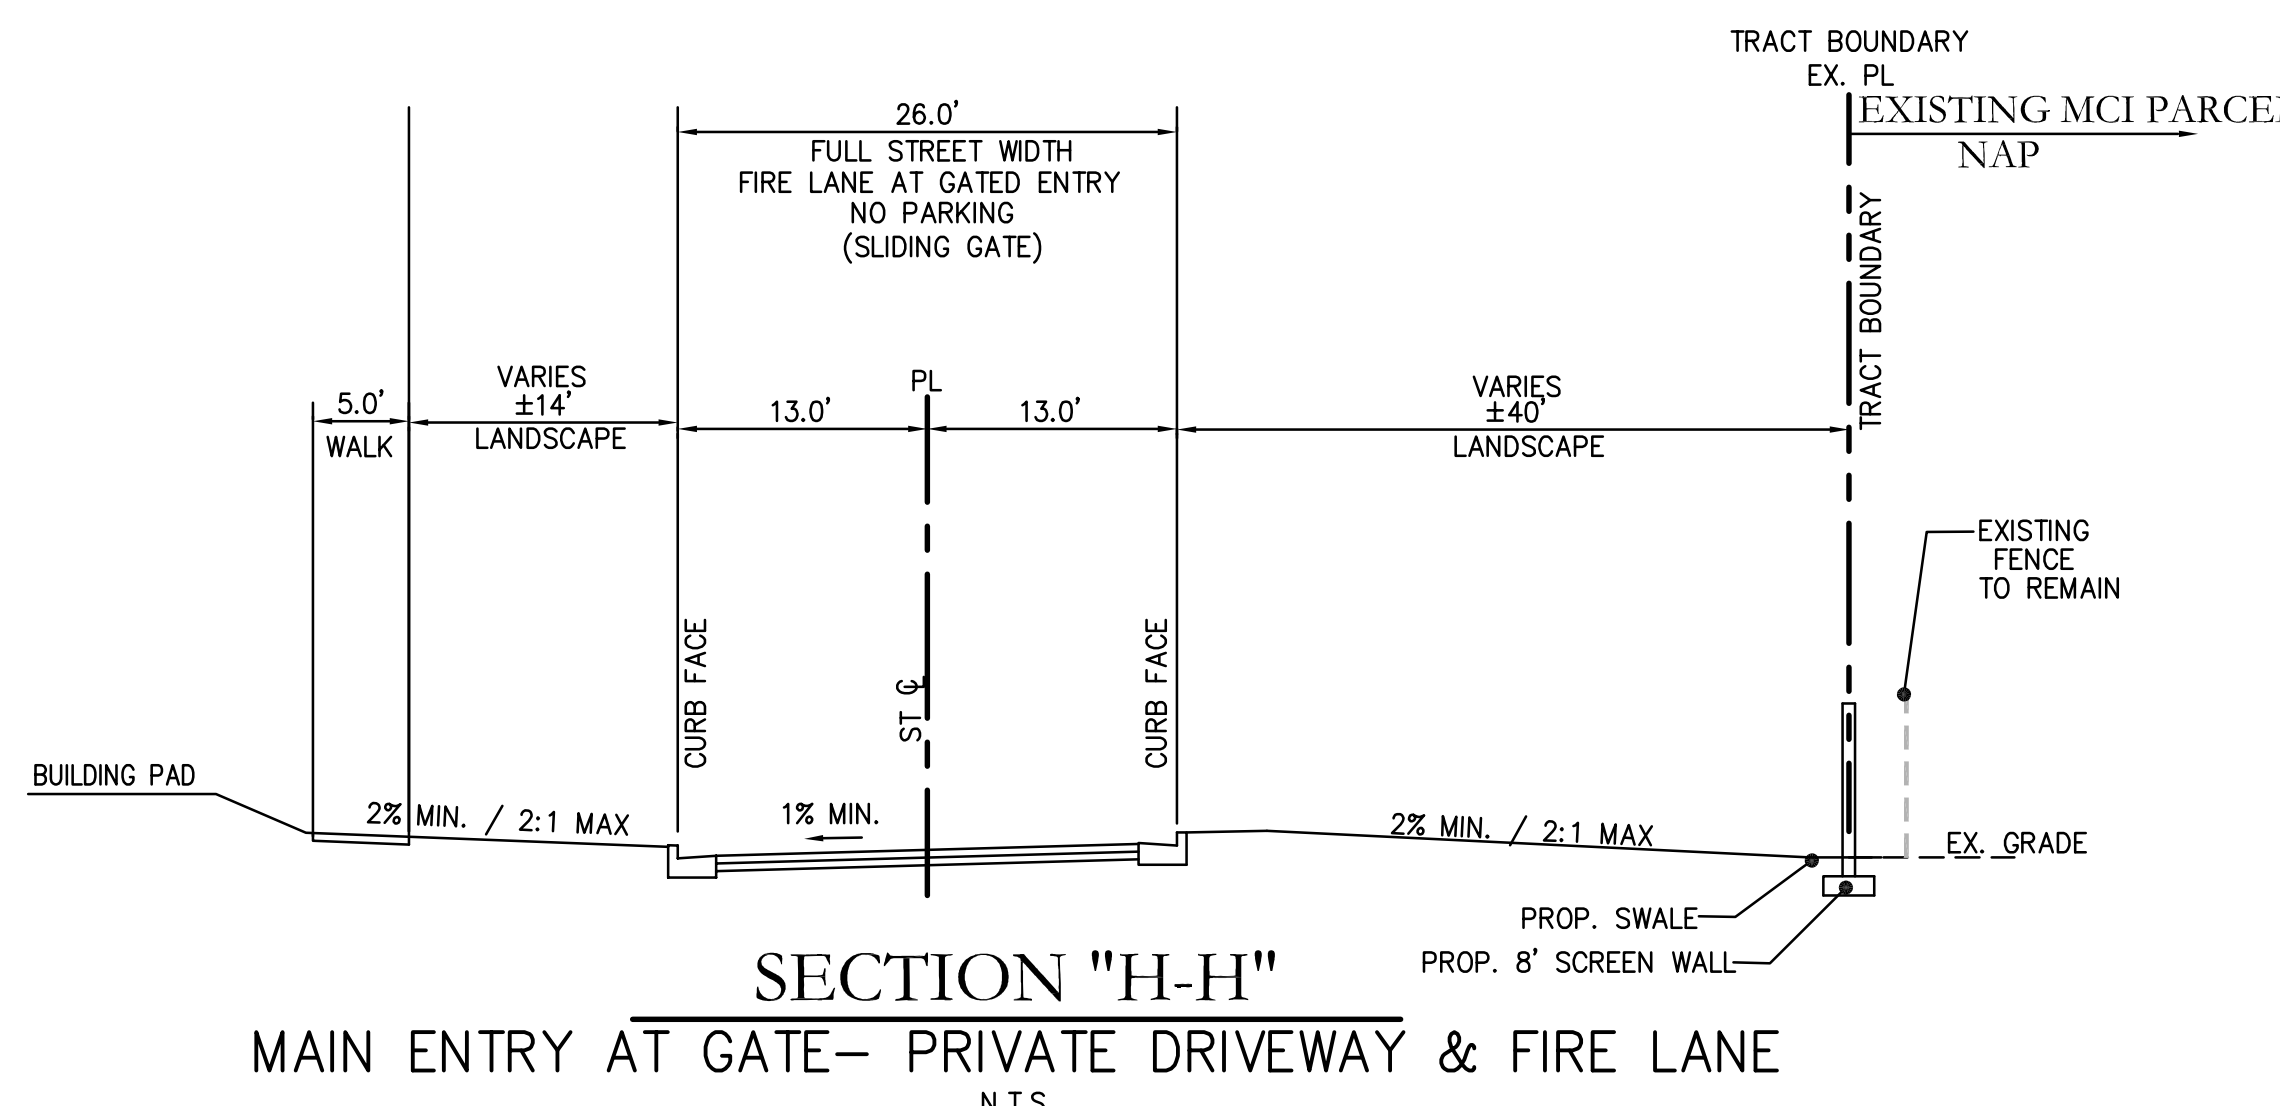 TRACT BOUNDARY
EX. PL
EXISTING MCI
NAP
26.0'
FULL STREET WIDTH
FIRE LANE AT GATED ENTRY
NO PARKING
(SLIDING GATE)
TRACT BOUNDARY
5.0'
WALK
VARIES
±14'
LANDSCAPE
13.0'
PL
13.0'
VARIES
±40'
LANDSCAPE
EXISTING
FENCE
TO REMAIN
CURB FACE
ST CL
CURB FACE
BUILDING PAD
2% MIN. / 2:1 MAX
1% MIN.
2% MIN. / 2:1 MAX
EX. GRADE
PROP. SWALE
PROP. 8' SCREEN WALL
SECTION "H-H"
MAIN ENTRY AT GATE– PRIVATE DRIVEWAY & FIRE LANE